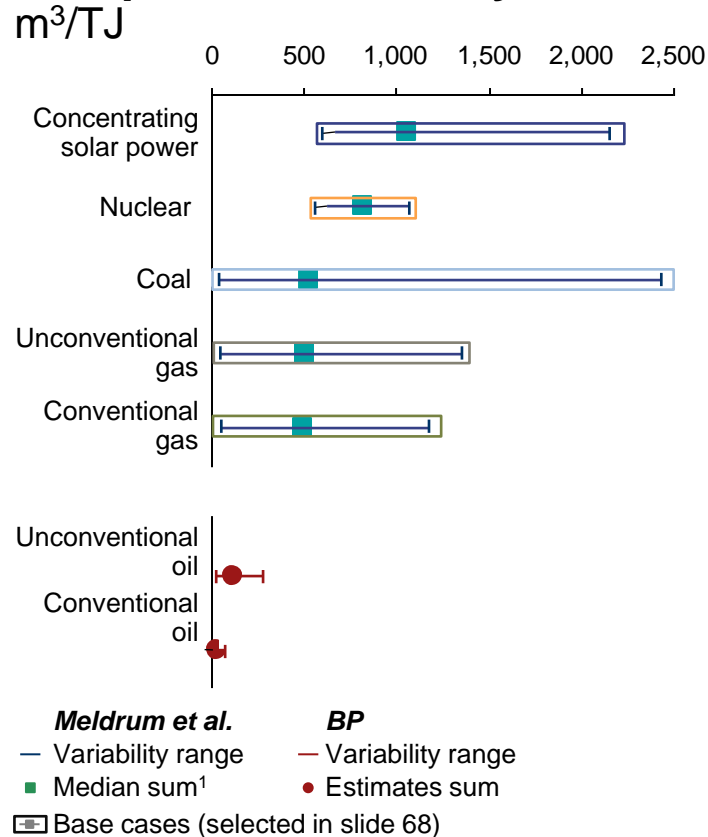 m³/TJ
0 500 1,000 1,500 2,000 2,500
Concentrating
solar power
Nuclear
Coal
Unconventional
gas
Conventional
gas
Unconventional
oil
Conventional
oil
Meldrum et al.
Variability range
Median sum¹
BP
Variability range
Estimates sum
Base cases (selected in slide 68)